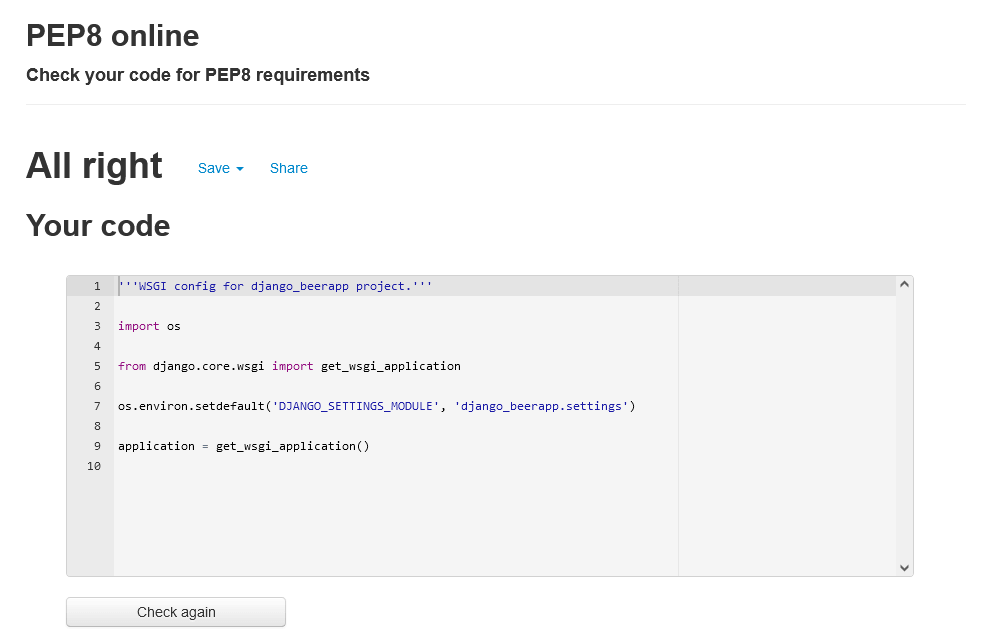 PEP8 online
Check your code for PEP8 requirements
All right Save Share
Your code
1 '''WSGI config for django_beerapp project.'''
2
3 import os
4
5 from django.core.wsgi import get_wsgi_application
6
7 os.environ.setdefault('DJANGO_SETTINGS_MODULE', 'django_beerapp.settings')
8
9 application = get_wsgi_application()
10
Check again